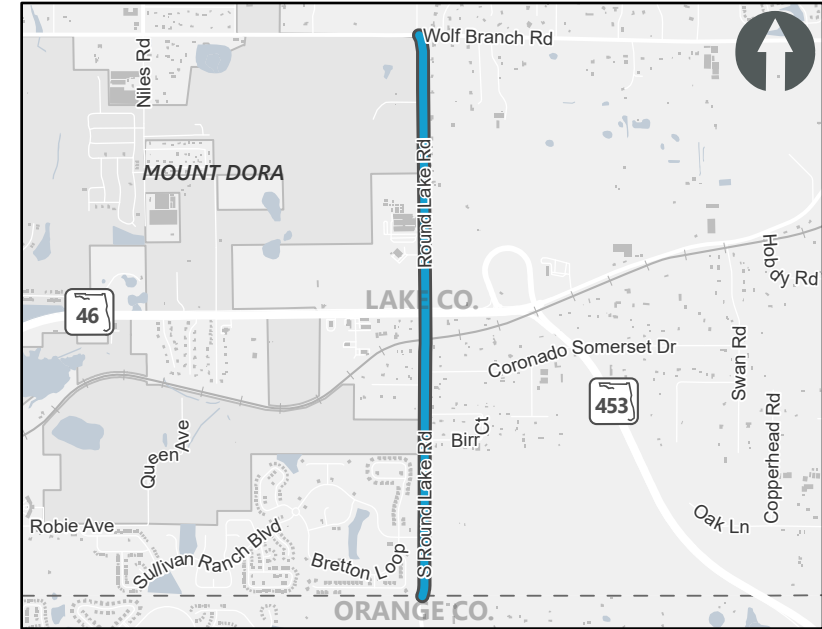 Wolf Branch Rd
Niles Rd
MOUNT DORA
Round Lake Rd
Holly Rd
LAKE CO.
46
Coronado Somerset Dr
Swan Rd
453
Copperhead Rd
Birr Ct
Queen Ave
S Round Lake Rd
Robie Ave
Oak Ln
Sullivan Ranch Blvd
Bretton Loop
ORANGE CO.